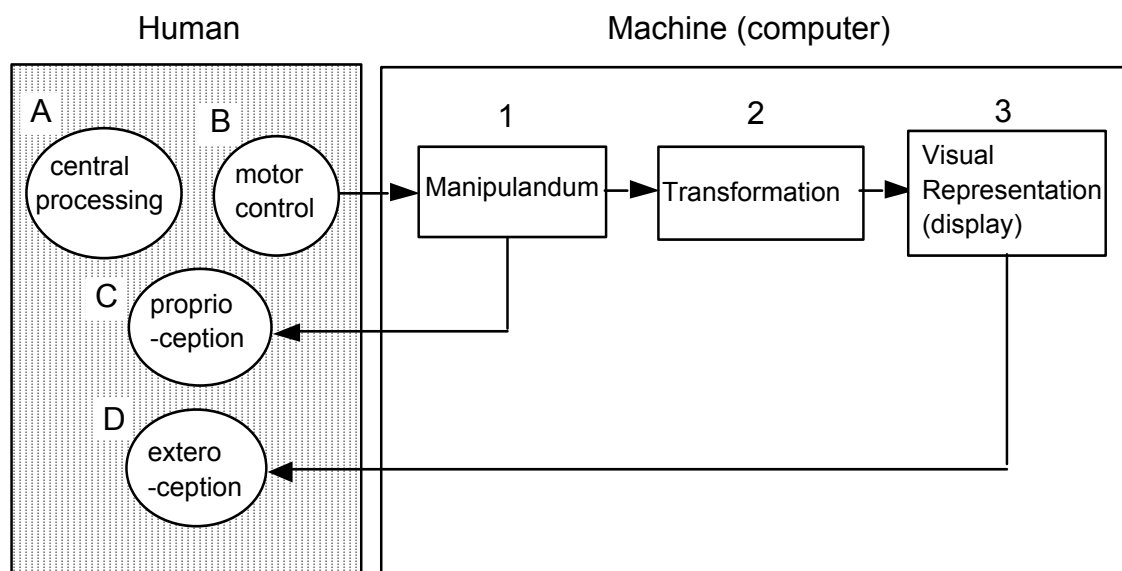 Human
Machine (computer)
A
central
processing
B
motor
control
C
proprio
-ception
D
extero
-ception
1
Manipulandum
2
Transformation
3
Visual
Representation
(display)